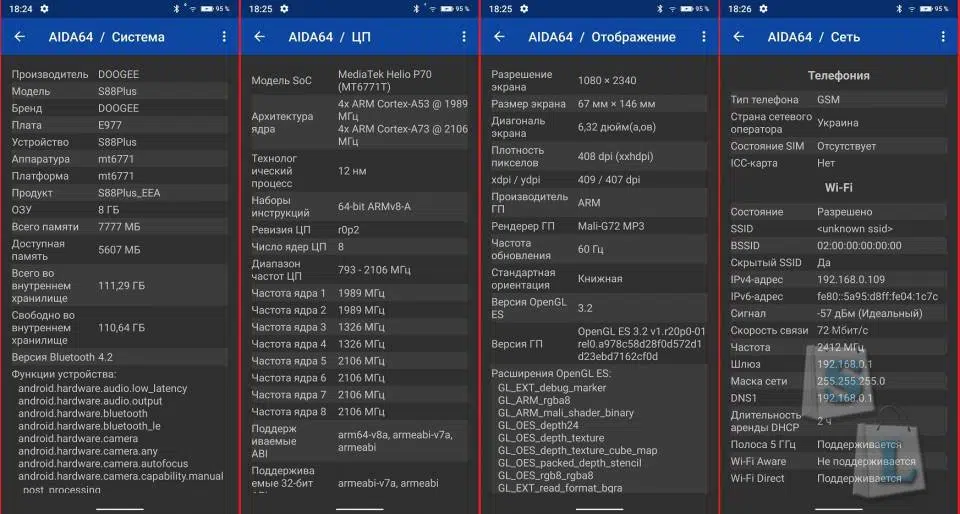 18:24
95 %
AIDA64 / Система
Производитель DOOGEE
Модель S88Plus
Бренд DOOGEE
Плата E977
Устройство S88Plus
Аппаратура mt6771
Платформа mt6771
Продукт S88Plus_EEA
ОЗУ 8 ГБ
Всего памяти 7777 МБ
Доступная
память 5607 МБ
Всего во
внутреннем 111,29 ГБ
хранилище
Свободно во
внутреннем 110,64 ГБ
хранилище
Версия Bluetooth 4.2
Функции устройства:
android.hardware.audio.low_latency
android.hardware.audio.output
android.hardware.bluetooth
android.hardware.bluetooth_le
android.hardware.camera
android.hardware.camera.any
android.hardware.camera.autofocus
android.hardware.camera.capability.manual
_post_processing
18:25
95 %
AIDA64 / ЦП
Модель SoC MediaTek Helio P70
(MT6771T)
Архитектура
ядра
4x ARM Cortex-A53 @ 1989
МГц
4x ARM Cortex-A73 @ 2106
МГц
Технолог
ический 12 нм
процесс
Наборы
инструкций 64-bit ARMv8-A
Ревизия ЦП r0p2
Число ядер ЦП 8
Диапазон
частот ЦП 793 - 2106 МГц
Частота ядра 1 1989 МГц
Частота ядра 2 1989 МГц
Частота ядра 3 1326 МГц
Частота ядра 4 1326 МГц
Частота ядра 5 2106 МГц
Частота ядра 6 2106 МГц
Частота ядра 7 2106 МГц
Частота ядра 8 2106 МГц
Поддерж
иваемые
ABI
arm64-v8a, armeabi-v7a,
armeabi
Поддержива
емые 32-бит armeabi-v7a, armeabi
18:25
95 %
AIDA64 / Отображение
Разрешение
экрана 1080 × 2340
Размер экрана 67 мм × 146 мм
Диагональ
экрана 6,32 дюйм(а,ов)
Плотность
пикселов 408 dpi (xxhdpi)
xdpi / ydpi 409 / 407 dpi
Производитель
ГП ARM
Рендерер ГП Mali-G72 MP3
Частота
обновления 60 Гц
Стандартная
ориентация Книжная
Версия OpenGL
ES 3.2
Версия ГП
OpenGL ES 3.2 v1.r20p0-01
rel0.a978c58d28f0d572d1
d23ebd7162cf0d
Расширения OpenGL ES:
GL_EXT_debug_marker
GL_ARM_rgba8
GL_ARM_mali_shader_binary
GL_OES_depth24
GL_OES_depth_texture
GL_OES_depth_texture_cube_map
GL_OES_packed_depth_stencil
GL_OES_rgb8_rgba8
GL_EXT_read_format_bgra
18:26
95 %
AIDA64 / Сеть
Телефония
Тип телефона GSM
Страна сетевого
оператора Украина
Состояние SIM Отсутствует
ICC-карта Нет
Wi-Fi
Состояние Разрешено
SSID <unknown ssid>
BSSID 02:00:00:00:00:00
Скрытый SSID Да
IPv4-адрес 192.168.0.109
IPv6-адрес fe80::5a95:d8ff:fe04:1c7c
Сигнал -57 дБм (Идеальный)
Скорость связи 72 Мбит/с
Частота 2412 МГц
Шлюз 192.168.0.1
Маска сети 255.255.255.0
DNS1 192.168.0.1
Длительность
аренды DHCP 2 ч
Полоса 5 ГГц Поддерживается
Wi-Fi Aware Не поддерживается
Wi-Fi Direct Поддерживается
S
L